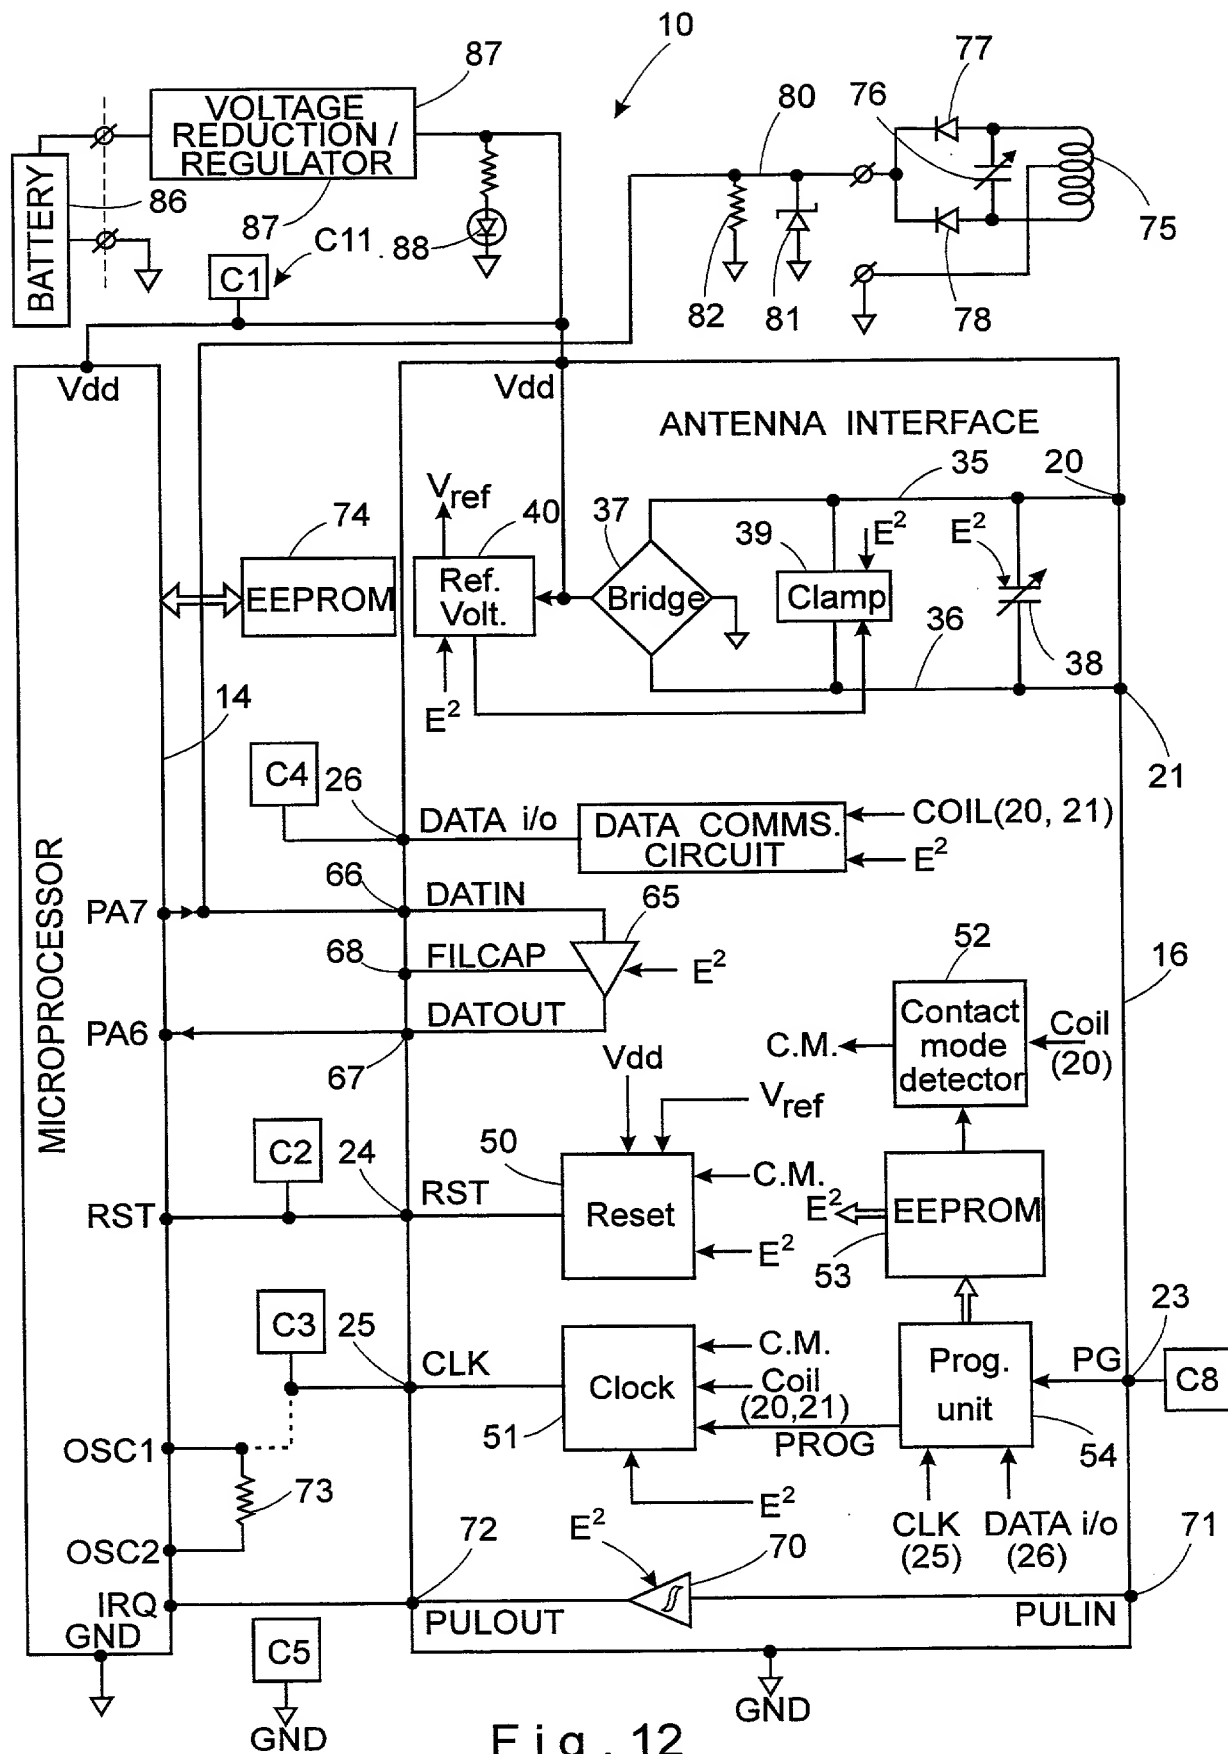 10
87
77
76
80
VOLTAGE
REDUCTION /
REGULATOR
BATTERY
86
87
88
C11
C1
82
81
78
75
Vdd
Vdd
ANTENNA INTERFACE
35
20
Vref
40
37
39
E²
E²
74
EEPROM
Ref.
Volt.
Bridge
Clamp
36
38
E²
14
21
C4
26
DATA i/o
DATA COMMS.
CIRCUIT
COIL(20, 21)
E²
MICROPROCESSOR
66
DATIN
65
PA7
68
FILCAP
E²
52
16
DATOUT
PA6
67
Contact
mode
detector
C.M.
Coil
(20)
Vdd
Vref
C2
24
50
RST
RST
Reset
C.M.
E²
E²
EEPROM
53
C3
25
CLK
Clock
51
C.M.
Coil
(20,21)
PROG
E²
Prog.
unit
PG
23
C8
54
OSC1
73
OSC2
CLK
(25)
DATA i/o
(26)
71
72
E²
70
IRQ
PULOUT
PULIN
GND
C5
GND
GND
Fig. 12